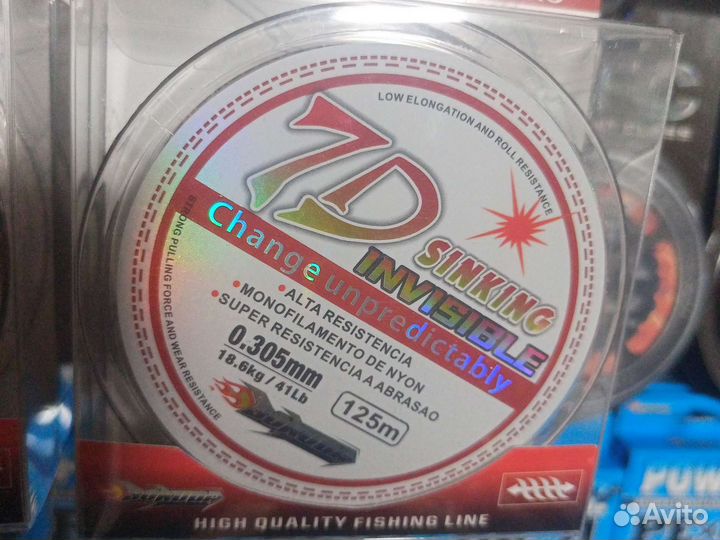 LOW ELONGATION AND ROLL RESISTANCE
7D
SINKING
INVISIBLE
Change unpredictably
STRONG PULLING FORCE AND WEAR RESISTANCE
• ALTA RESISTENCIA
• MONOFILAMENTO DE NYON
• SUPER RESISTENCIA A ABRASAO
0.305mm
18.6kg / 41Lb
125m
HIGH QUALITY FISHING LINE
POW
Avito